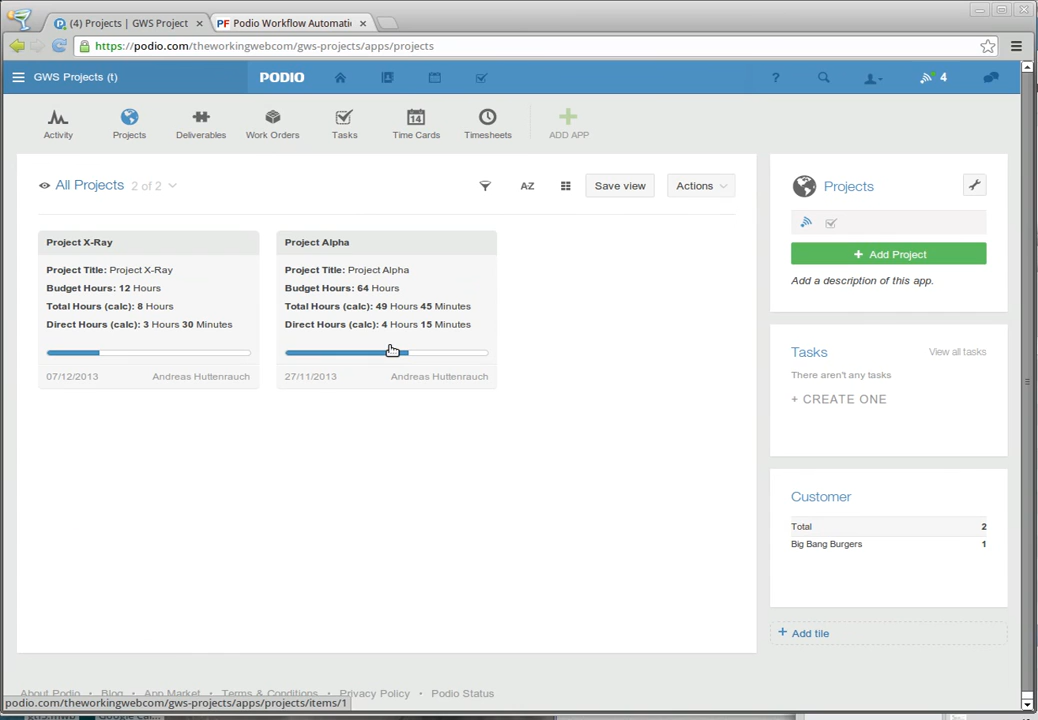 (4) Projects | GWS Project
PF Podio Workflow Automatic
https://podio.com/theworkingwebcom/gws-projects/apps/projects
GWS Projects (t)
PODIO
?
4
Activity
Projects
Deliverables
Work Orders
Tasks
14
Time Cards
Timesheets
ADD APP
All Projects 2 of 2
AZ
Save view
Actions
Projects
+ Add Project
Add a description of this app.
Project X-Ray
Project Title: Project X-Ray
Budget Hours: 12 Hours
Total Hours (calc): 8 Hours
Direct Hours (calc): 3 Hours 30 Minutes
07/12/2013 Andreas Huttenrauch
Project Alpha
Project Title: Project Alpha
Budget Hours: 64 Hours
Total Hours (calc): 49 Hours 45 Minutes
Direct Hours (calc): 4 Hours 15 Minutes
27/11/2013 Andreas Huttenrauch
Tasks View all tasks
There aren't any tasks
+ CREATE ONE
Customer
Total 2
Big Bang Burgers 1
+ Add tile
About Podio • Blog • App Market • Terms & Conditions • Privacy Policy • Podio Status
podio.com/theworkingwebcom/gws-projects/apps/projects/items/1